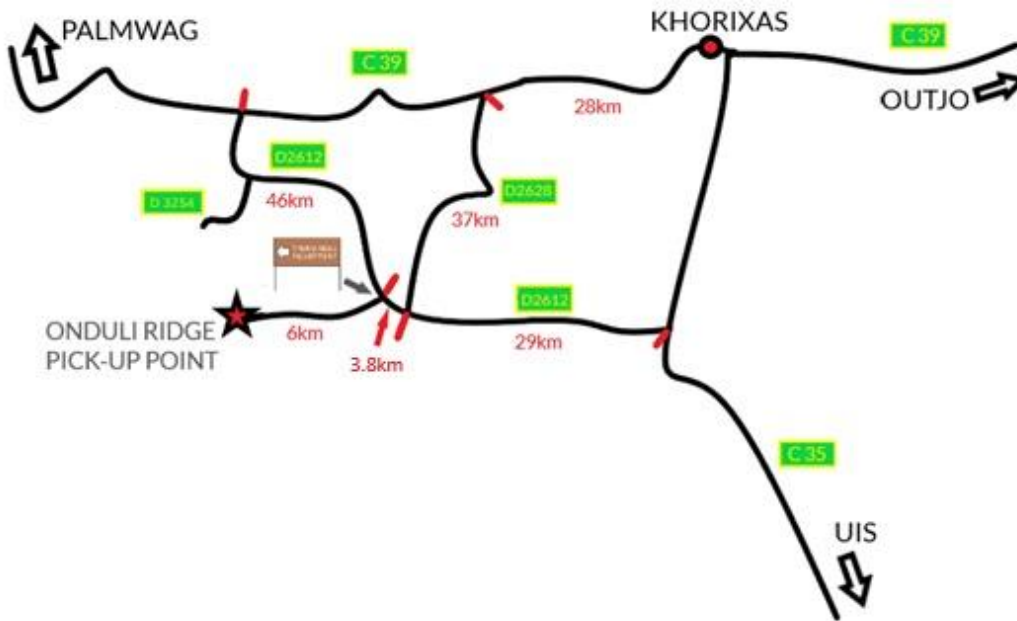 PALMWAG
KHORIXAS
C 39
C 39
OUTJO
28km
D2612
D2628
D 3254
46km
37km
D2612
ONDULI RIDGE
PICK-UP POINT
6km
29km
3.8km
C 35
UIS